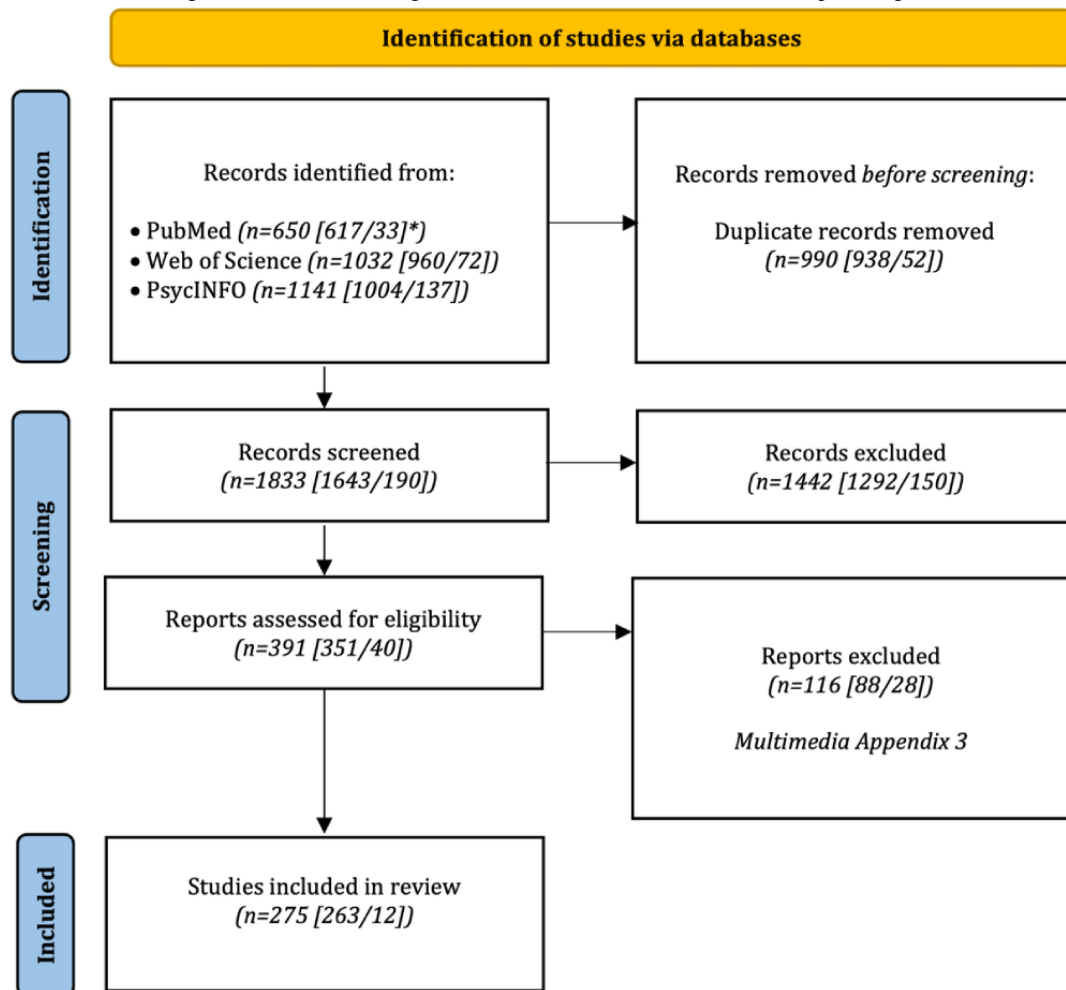 Identification of studies via databases
Identification
Records identified from:
• PubMed (n=650 [617/33]*)
• Web of Science (n=1032 [960/72])
• PsycINFO (n=1141 [1004/137])
Records removed before screening:
Duplicate records removed
(n=990 [938/52])
Screening
Records screened
(n=1833 [1643/190])
Records excluded
(n=1442 [1292/150])
Reports assessed for eligibility
(n=391 [351/40])
Reports excluded
(n=116 [88/28])
Multimedia Appendix 3
Included
Studies included in review
(n=275 [263/12])